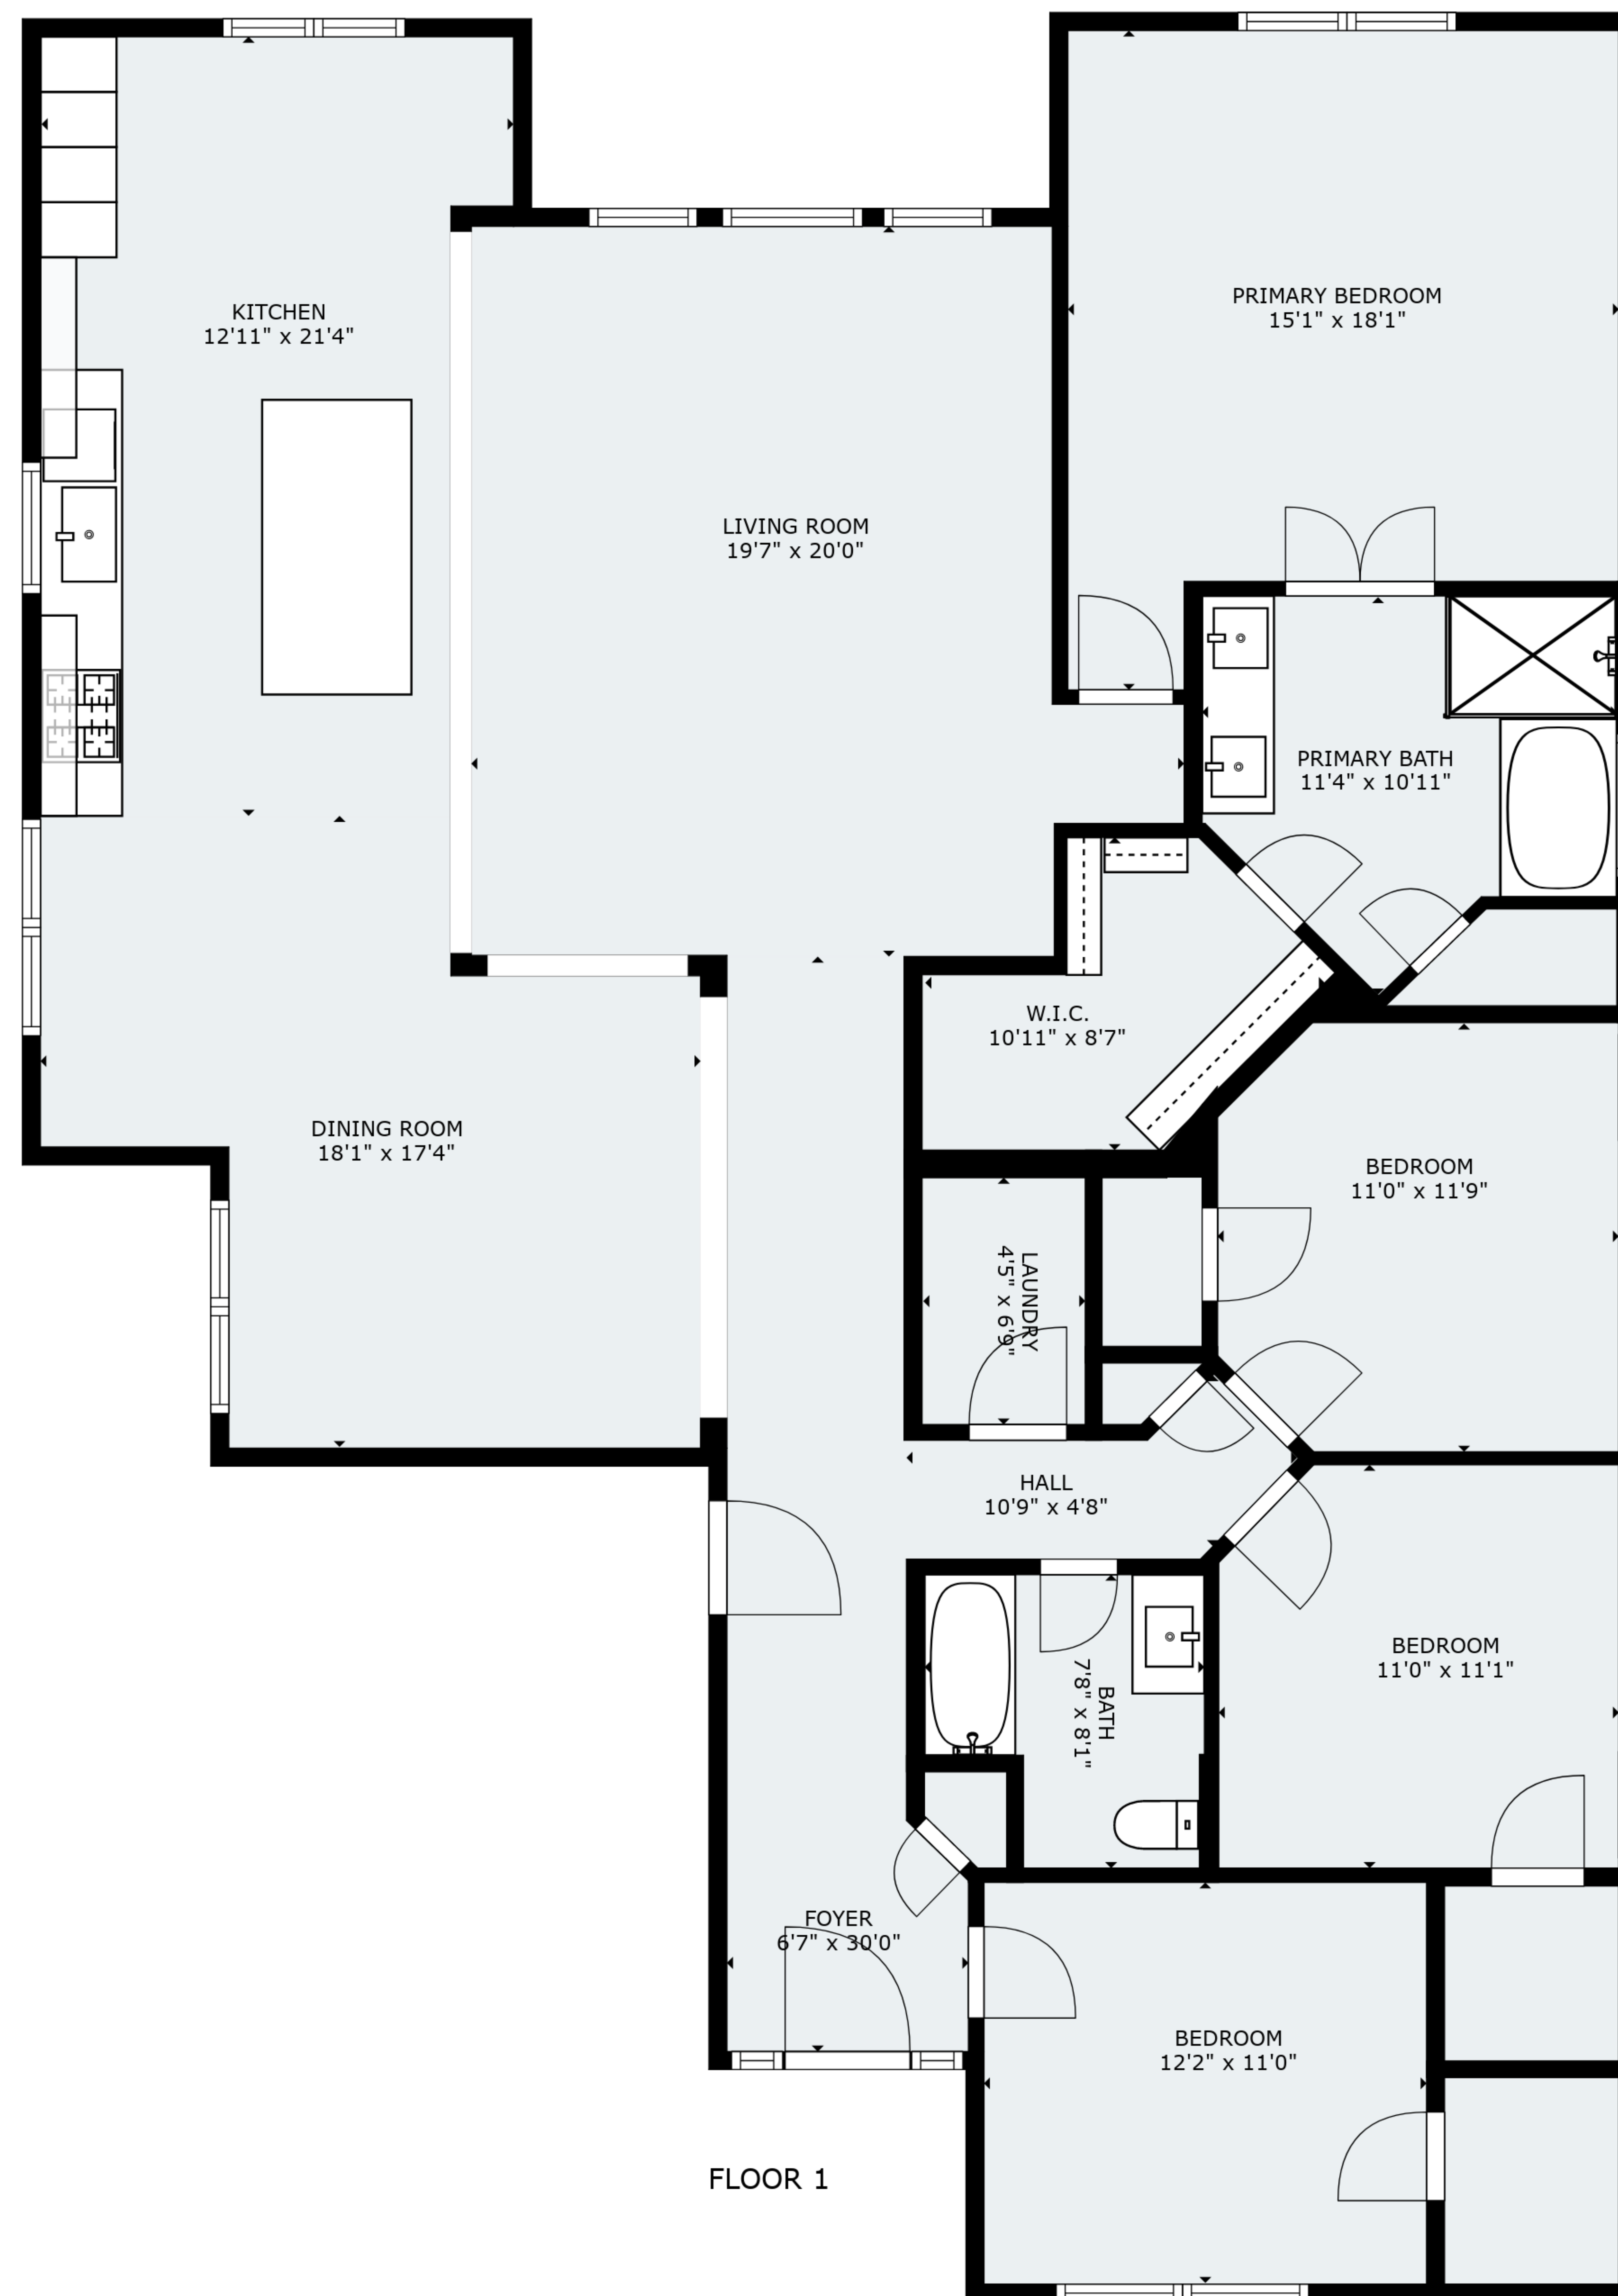 KITCHEN
12'11" x 21'4"
PRIMARY BEDROOM
15'1" x 18'1"
LIVING ROOM
19'7" x 20'0"
PRIMARY BATH
11'4" x 10'11"
W.I.C.
10'11" x 8'7"
DINING ROOM
18'1" x 17'4"
BEDROOM
11'0" x 11'9"
LAUNDRY
4'5" x 6'9"
HALL
10'9" x 4'8"
BEDROOM
11'0" x 11'1"
BATH
7'8" x 8'1"
FOYER
6'7" x 30'0"
BEDROOM
12'2" x 11'0"
FLOOR 1